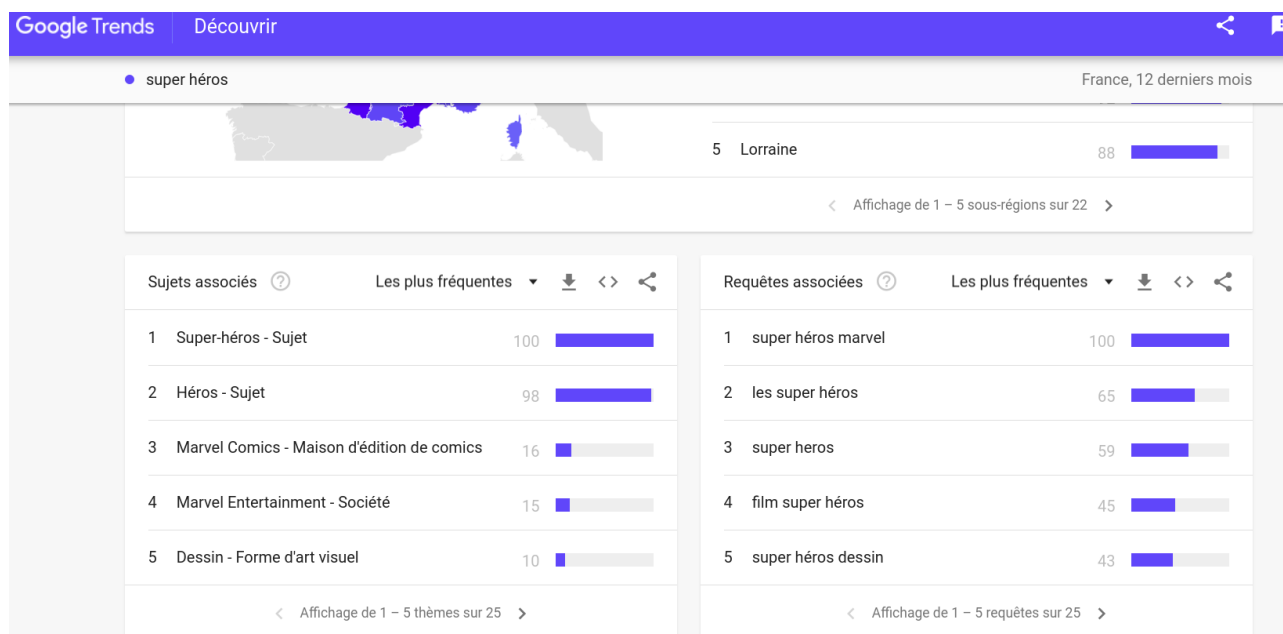 Google Trends Découvrir
super héros France, 12 derniers mois
5 Lorraine 88
Affichage de 1 – 5 sous-régions sur 22
Sujets associés Les plus fréquentes
1 Super-héros - Sujet 100
2 Héros - Sujet 98
3 Marvel Comics - Maison d'édition de comics 16
4 Marvel Entertainment - Société 15
5 Dessin - Forme d'art visuel 10
Affichage de 1 – 5 thèmes sur 25
Requêtes associées Les plus fréquentes
1 super héros marvel 100
2 les super héros 65
3 super heros 59
4 film super héros 45
5 super héros dessin 43
Affichage de 1 – 5 requêtes sur 25